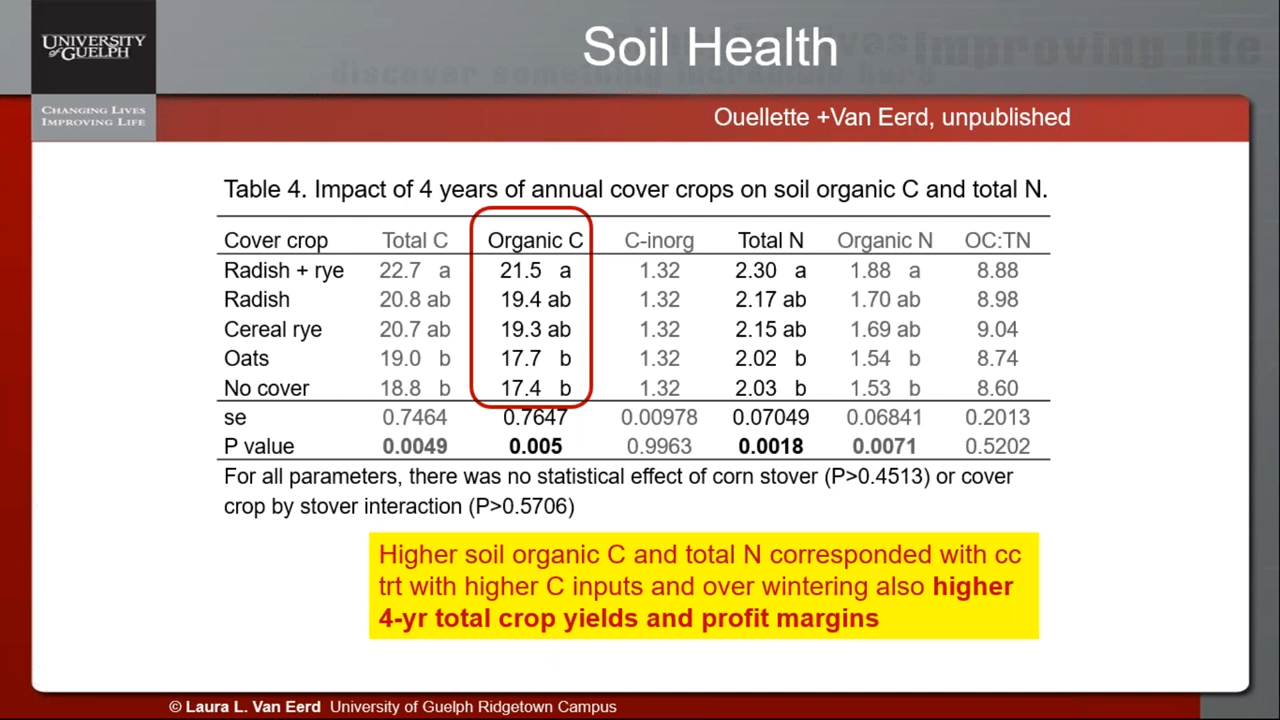 UNIVERSITY
of GUELPH
CHANGING LIVES
IMPROVING LIFE
Soil Health
improving life
discover something incredible here
Ouellette +Van Eerd, unpublished
Table 4. Impact of 4 years of annual cover crops on soil organic C and total N.
Cover crop Total C Organic C C-inorg Total N Organic N OC:TN
Radish + rye 22.7 a 21.5 a 1.32 2.30 a 1.88 a 8.88
Radish 20.8 ab 19.4 ab 1.32 2.17 ab 1.70 ab 8.98
Cereal rye 20.7 ab 19.3 ab 1.32 2.15 ab 1.69 ab 9.04
Oats 19.0 b 17.7 b 1.32 2.02 b 1.54 b 8.74
No cover 18.8 b 17.4 b 1.32 2.03 b 1.53 b 8.60
se 0.7464 0.7647 0.00978 0.07049 0.06841 0.2013
P value 0.0049 0.005 0.9963 0.0018 0.0071 0.5202
For all parameters, there was no statistical effect of corn stover (P>0.4513) or cover
crop by stover interaction (P>0.5706)
Higher soil organic C and total N corresponded with cc
trt with higher C inputs and over wintering also higher
4-yr total crop yields and profit margins
© Laura L. Van Eerd University of Guelph Ridgetown Campus